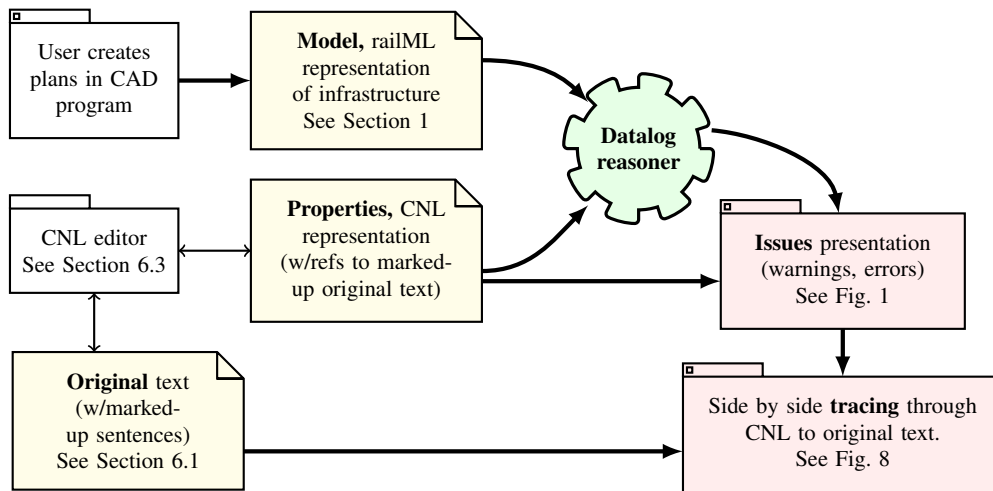 User creates
plans in CAD
program
Model, railML
representation
of infrastructure
See Section 1
Datalog
reasoner
CNL editor
See Section 6.3
Properties, CNL
representation
(w/refs to marked-
up original text)
Issues presentation
(warnings, errors)
See Fig. 1
Original text
(w/marked-
up sentences)
See Section 6.1
Side by side tracing through
CNL to original text.
See Fig. 8